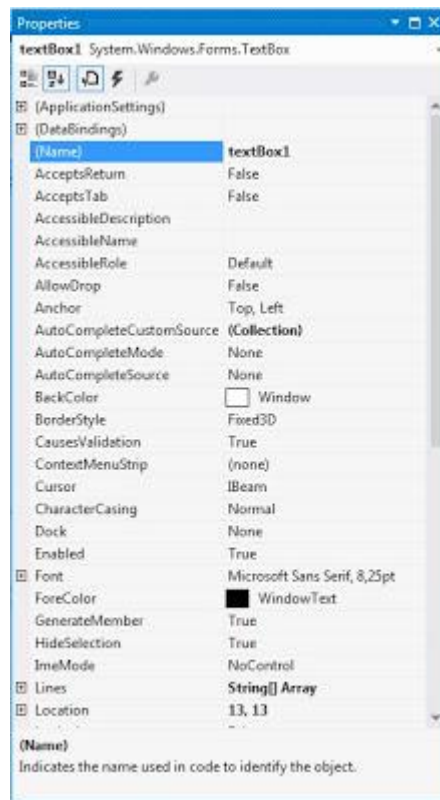 Properties
textBox1 System.Windows.Forms.TextBox
(ApplicationSettings)
(DataBindings)
(Name) textBox1
AcceptsReturn False
AcceptsTab False
AccessibleDescription
AccessibleName
AccessibleRole Default
AllowDrop False
Anchor Top, Left
AutoCompleteCustomSource (Collection)
AutoCompleteMode None
AutoCompleteSource None
BackColor Window
BorderStyle Fixed3D
CausesValidation True
ContextMenuStrip (none)
Cursor IBeam
CharacterCasing Normal
Dock None
Enabled True
Font Microsoft Sans Serif, 8,25pt
ForeColor WindowText
GenerateMember True
HideSelection True
ImeMode NoControl
Lines String[] Array
Location 13, 13
(Name)
Indicates the name used in code to identify the object.